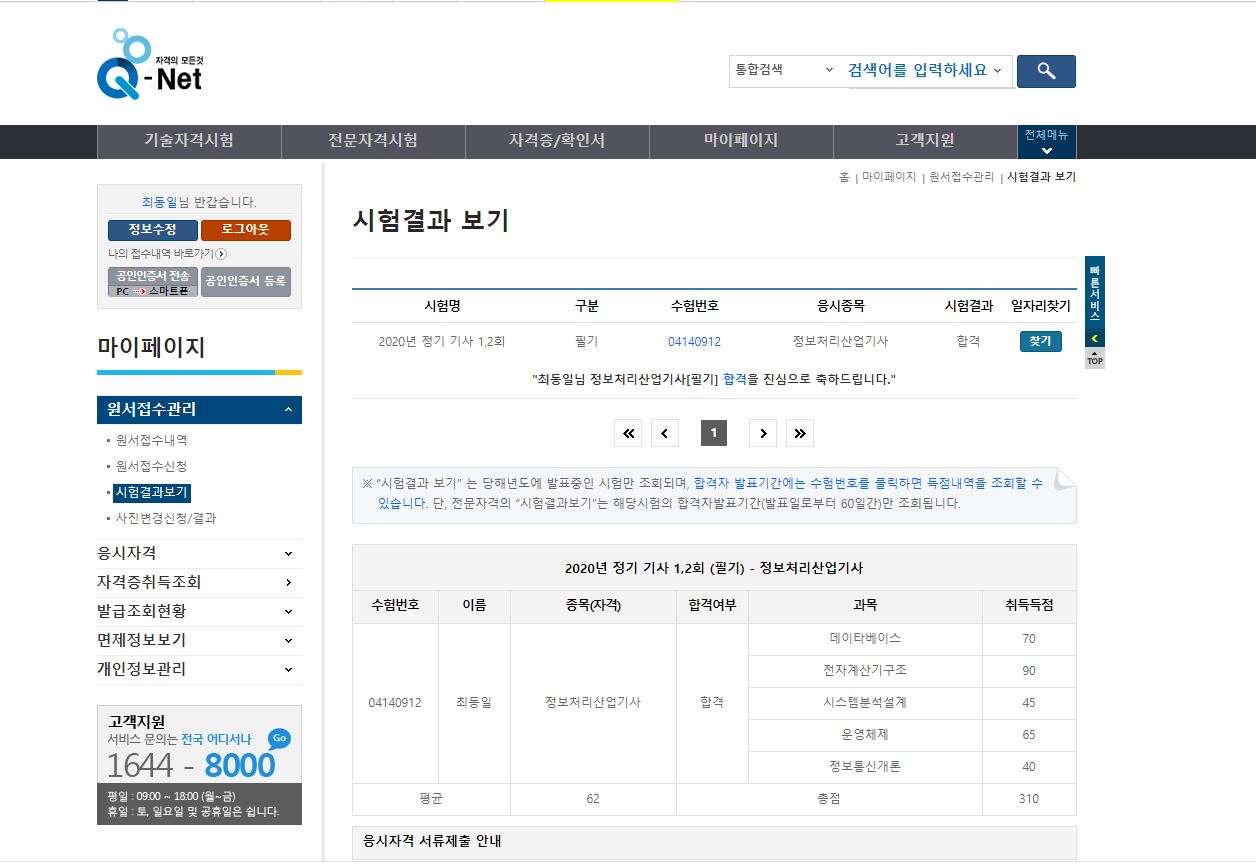 자격의 모든것
Q-Net
통합검색
검색어를 입력하세요
기술자격시험 전문자격시험 자격증/확인서 마이페이지 고객지원 전체메뉴
홈 | 마이페이지 | 원서접수관리 | 시험결과 보기
최동일님 반갑습니다.
정보수정 로그아웃
나의 접수내역 바로가기
공인인증서 전송
PC 스마트폰
공인인증서 등록
마이페이지
원서접수관리
원서접수내역
원서접수신청
시험결과보기
사진변경신청/결과
응시자격
자격증취득조회
발급조회현황
면제정보보기
개인정보관리
고객지원
서비스 문의는 전국 어디서나
Go
1644 - 8000
평일 : 09:00 ~ 18:00 (월~금)
휴일 : 토, 일요일 및 공휴일은 쉽니다.
시험결과 보기
시험명 구분 수험번호 응시종목 시험결과 일자리찾기
2020년 정기 기사 1,2회 필기 04140912 정보처리산업기사 합격 찾기
"최동일님 정보처리산업기사[필기] 합격을 진심으로 축하드립니다."
1
※ "시험결과 보기" 는 당해년도에 발표중인 시험만 조회되며, 합격자 발표기간에는 수험번호를 클릭하면 득점내역을 조회할 수
있습니다. 단, 전문자격의 "시험결과보기"는 해당시험의 합격자발표기간(발표일로부터 60일간)만 조회됩니다.
2020년 정기 기사 1,2회 (필기) - 정보처리산업기사
수험번호 이름 종목(자격) 합격여부 과목 취득득점
데이타베이스 70
전자계산기구조 90
04140912 최동일 정보처리산업기사 합격 시스템분석설계 45
운영체제 65
정보통신개론 40
평균 62 총점 310
응시자격 서류제출 안내
빠른서비스
TOP